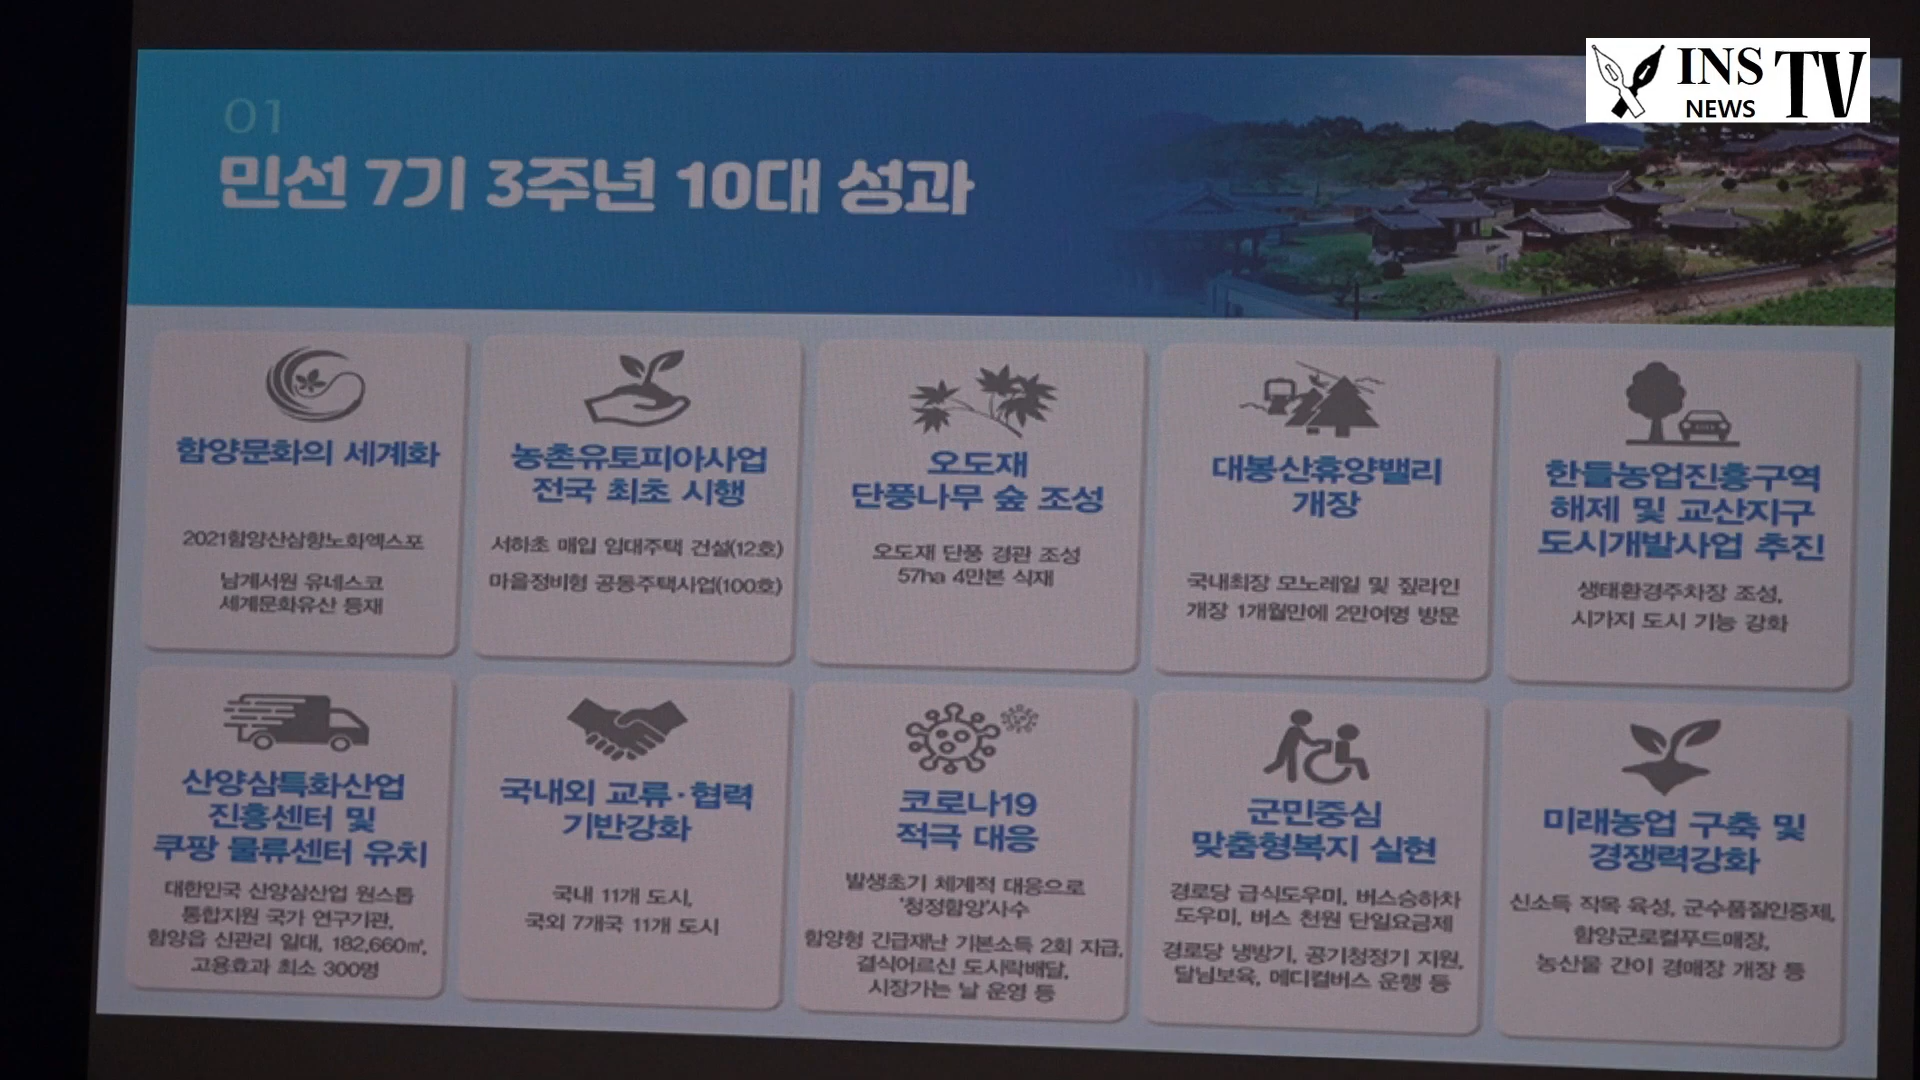 INS
NEWS
TV
01
민선 7기 3주년 10대 성과
함양문화의 세계화
2021함양산삼항노화엑스포
남계서원 유네스코
세계문화유산 등재
농촌유토피아사업
전국 최초 시행
서하초 매입 임대주택 건설(12호)
마을정비형 공동주택사업(100호)
오도재
단풍나무 숲 조성
오도재 단풍 경관 조성
57ha 4만본 식재
대봉산휴양밸리
개장
국내최장 모노레일 및 짚라인
개장 1개월만에 2만여명 방문
한들농업진흥구역
해제 및 교산지구
도시개발사업 추진
생태환경주차장 조성,
시가지 도시 기능 강화
산양삼특화산업
진흥센터 및
쿠팡 물류센터 유치
대한민국 산양삼산업 원스톱
통합지원 국가 연구기관,
함양읍 신관리 일대, 182,660㎡,
고용효과 최소 300명
국내외 교류·협력
기반강화
국내 11개 도시,
국외 7개국 11개 도시
코로나19
적극 대응
발생초기 체계적 대응으로
'청정함양'사수
함양형 긴급재난 기본소득 2회 지급,
결식어르신 도시락배달,
시장가는 날 운영 등
군민중심
맞춤형복지 실현
경로당 급식도우미, 버스승하차
도우미, 버스 천원 단일요금제
경로당 냉방기, 공기청정기 지원,
달님보육, 메디컬버스 운행 등
미래농업 구축 및
경쟁력강화
신소득 작목 육성, 군수품질인증제,
함양군로컬푸드매장,
농산물 간이 경매장 개장 등